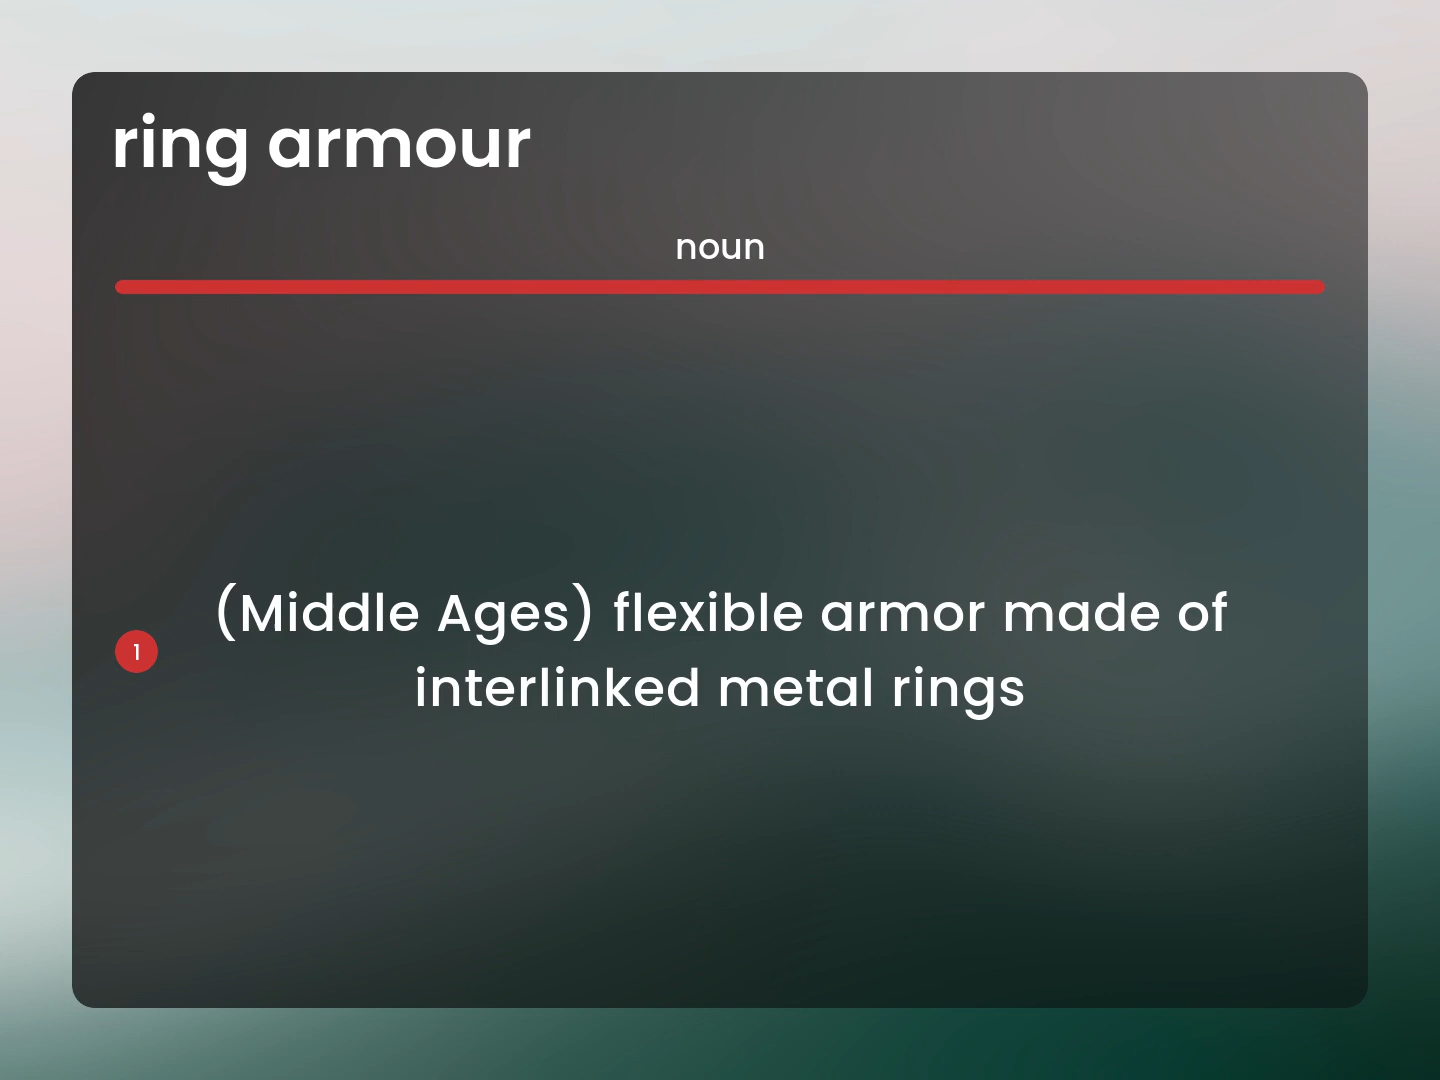 ring armour
noun
1
(Middle Ages) flexible armor made of
interlinked metal rings